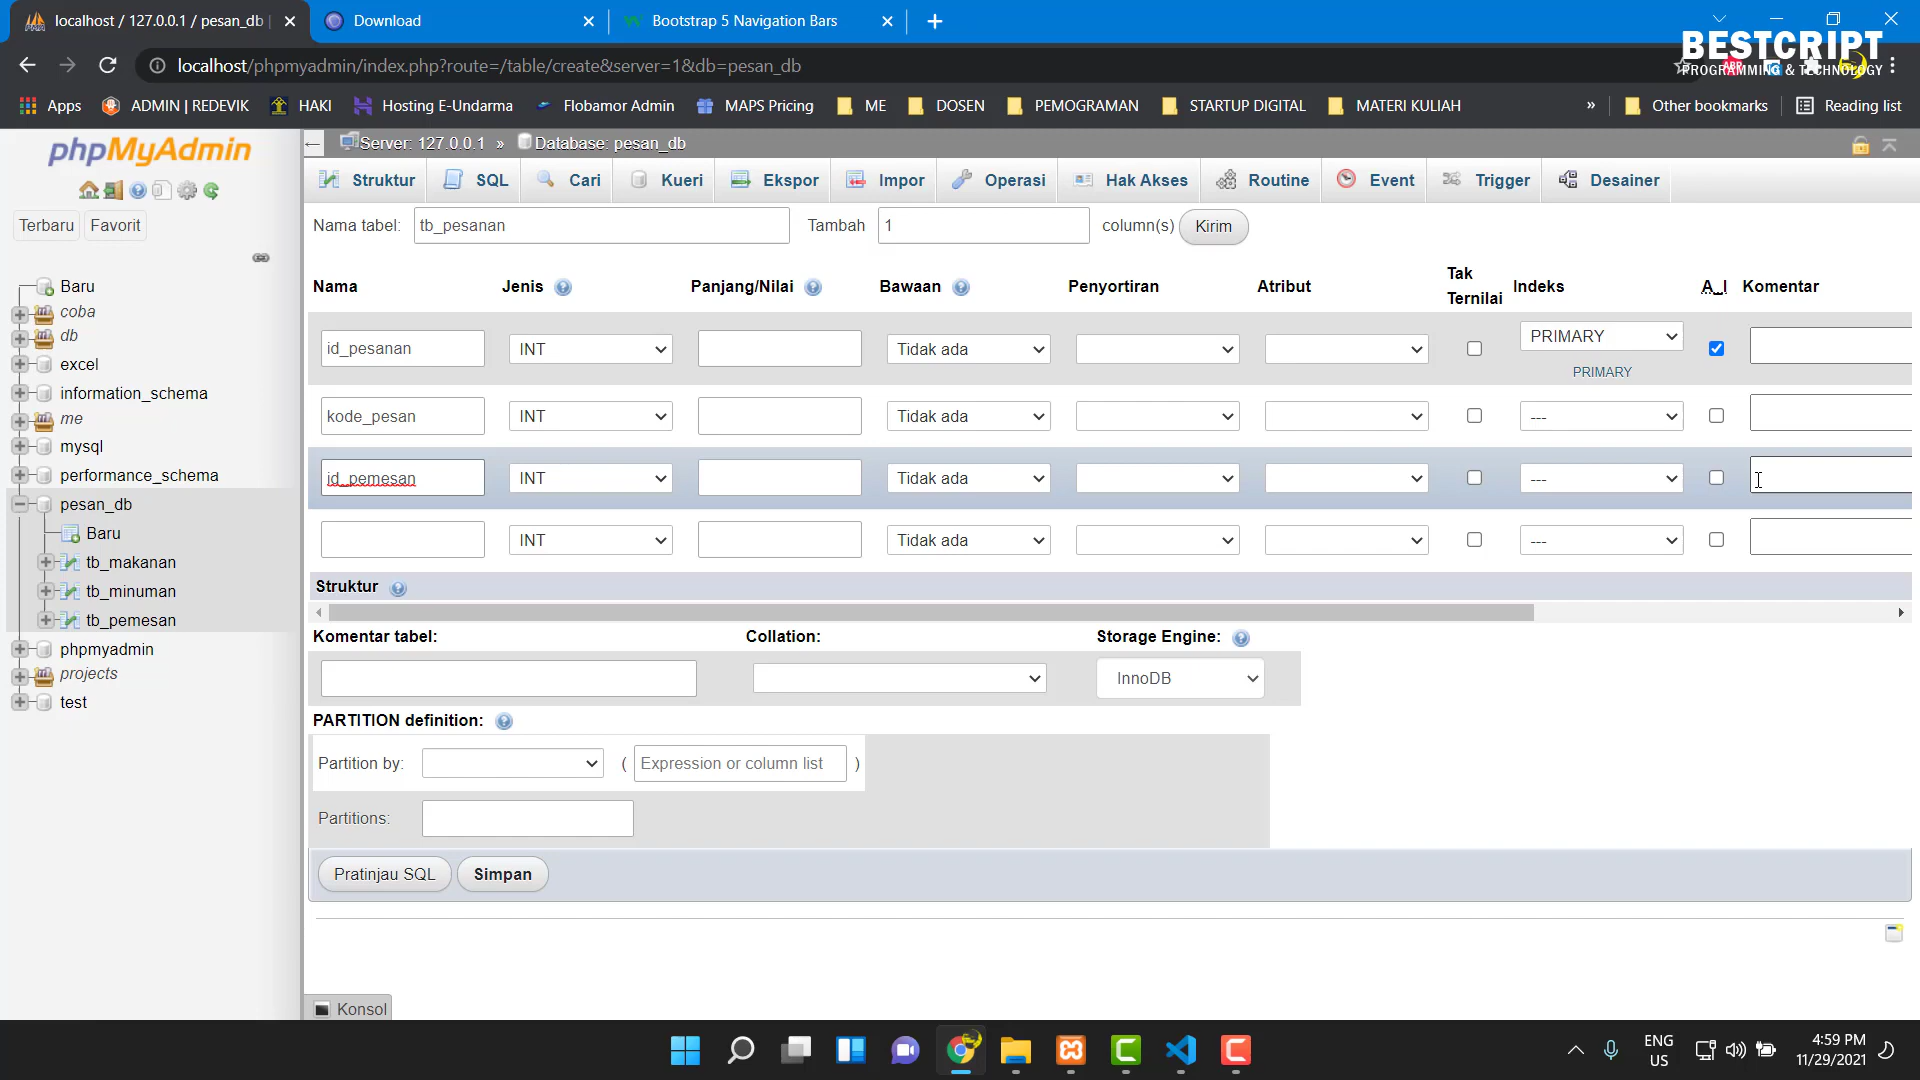 localhost / 127.0.0.1 / pesan_db |
Download
Bootstrap 5 Navigation Bars
localhost/phpmyadmin/index.php?route=/table/create&server=1&db=pesan_db
BESTCRIPT
PROGRAMMING & TECHNOLOGY
Apps
ADMIN | REDEVIK
HAKI
Hosting E-Undarma
Flobamor Admin
MAPS Pricing
ME
DOSEN
PEMOGRAMAN
STARTUP DIGITAL
MATERI KULIAH
»
Other bookmarks
Reading list
phpMyAdmin
Terbaru
Favorit
Baru
coba
db
excel
information_schema
me
mysql
performance_schema
pesan_db
Baru
tb_makanan
tb_minuman
tb_pemesan
phpmyadmin
projects
test
Server: 127.0.0.1 » Database: pesan_db
Struktur
SQL
Cari
Kueri
Ekspor
Impor
Operasi
Hak Akses
Routine
Event
Trigger
Desainer
Nama tabel: tb_pesanan Tambah 1 column(s) Kirim
Nama Jenis Panjang/Nilai Bawaan Penyortiran Atribut Tak Ternilai Indeks A_I Komentar
id_pesanan INT Tidak ada PRIMARY
PRIMARY
kode_pesan INT Tidak ada ---
id_pemesan INT Tidak ada ---
INT Tidak ada ---
Struktur
Komentar tabel: Collation: Storage Engine:
InnoDB
PARTITION definition:
Partition by: ( Expression or column list )
Partitions:
Pratinjau SQL Simpan
Konsol
ENG
US
4:59 PM
11/29/2021